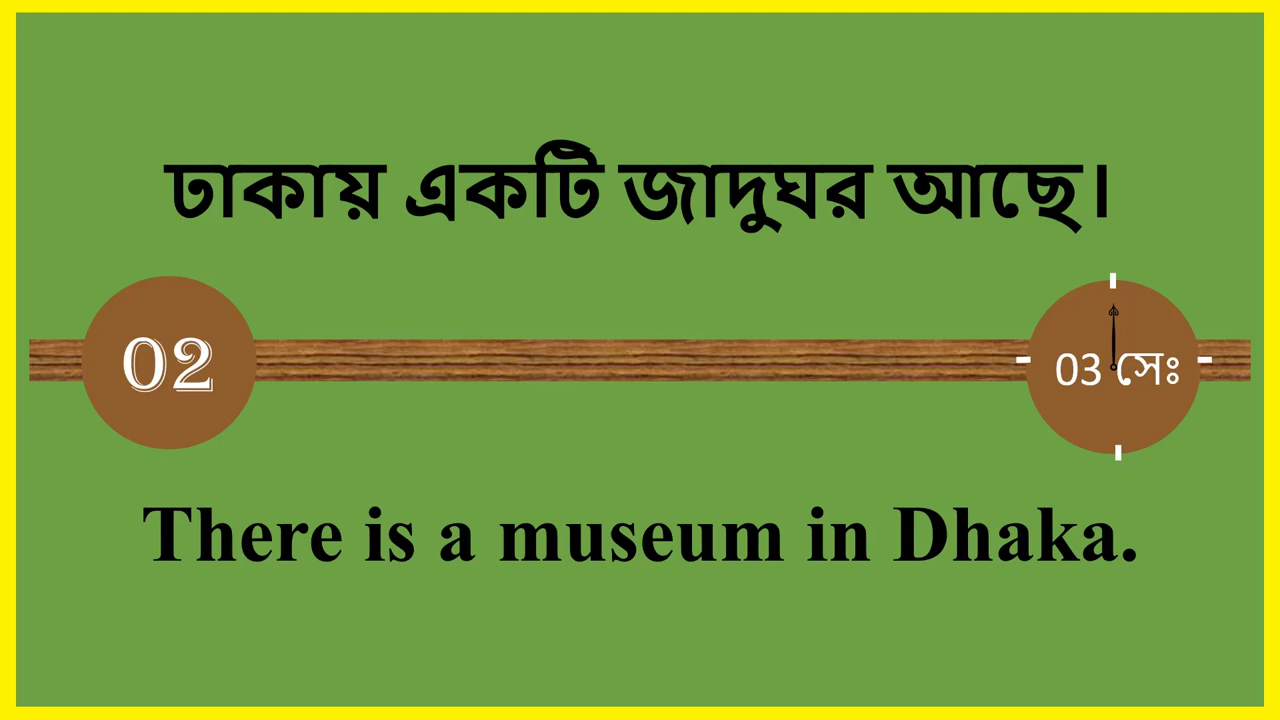 ঢাকায় একটি জাদুঘর আছে।
02
03 সেঃ
There is a museum in Dhaka.